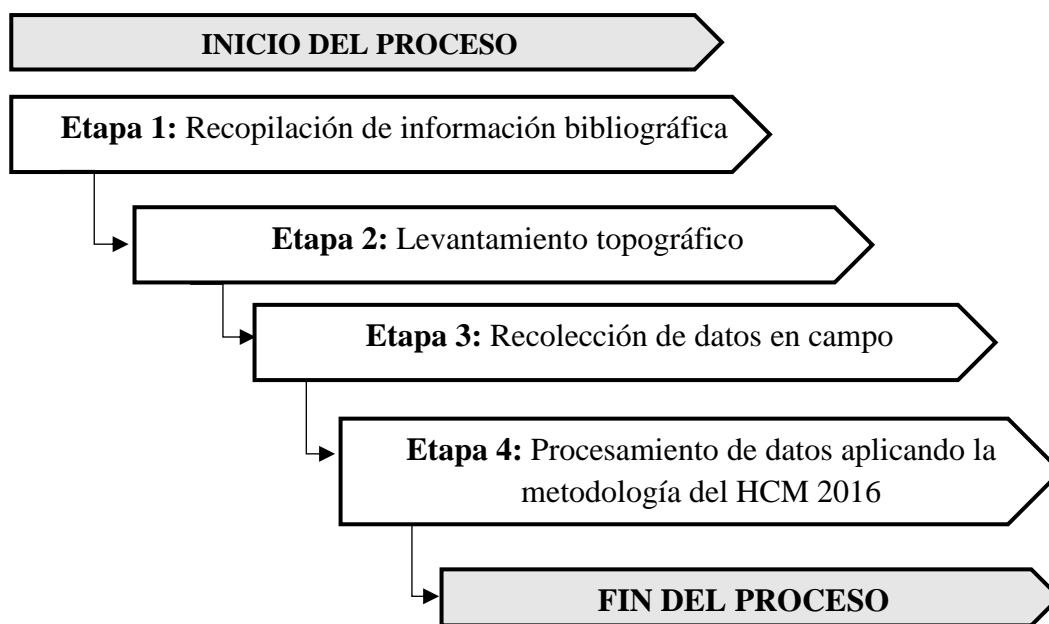 INICIO DEL PROCESO
Etapa 1: Recopilación de información bibliográfica
Etapa 2: Levantamiento topográfico
Etapa 3: Recolección de datos en campo
Etapa 4: Procesamiento de datos aplicando la
metodología del HCM 2016
FIN DEL PROCESO